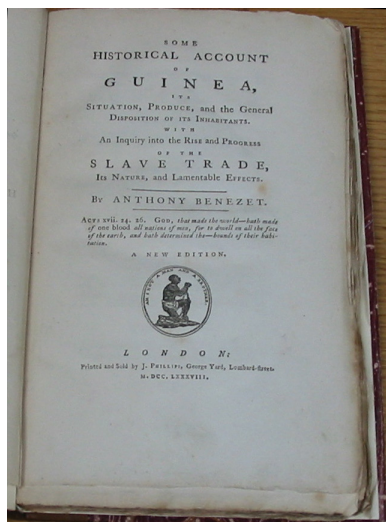 SOME
HISTORICAL ACCOUNT
OF
GUINEA,
ITS
SITUATION, PRODUCE, and the General
DISPOSITION OF ITS INHABITANTS.
WITH
An Inquiry into the RISE and PROGRESS
OF THE
SLAVE TRADE,
ITS NATURE, and LAMENTABLE EFFECTS.
BY ANTHONY BENEZET.
ACTS xvii. 24. 26. GOD, that made the world—hath made
of one blood all nations of men, for to dwell on all the face
of the earch, and hath determined the—bounds of their habi-
tation.
A NEW EDITION.
AM I NOT A MAN AND A BROTHER
LONDON:
Printed and Sold by J. PHILLIPS, George Yard, Lombard-street.
M.DCC.LXXXVIII.